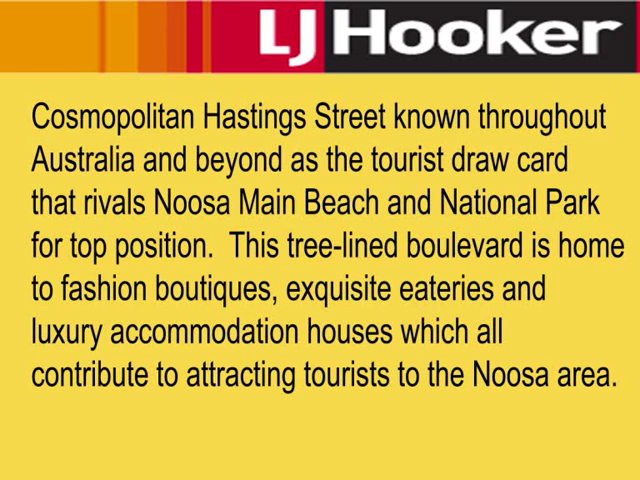 LJ Hooker
Cosmopolitan Hastings Street known throughout
Australia and beyond as the tourist draw card
that rivals Noosa Main Beach and National Park
for top position.  This tree-lined boulevard is home
to fashion boutiques, exquisite eateries and
luxury accommodation houses which all
contribute to attracting tourists to the Noosa area.